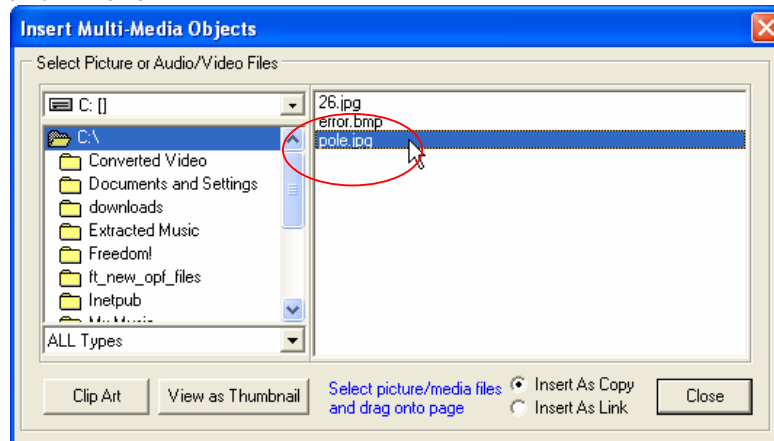 Insert Multi-Media Objects
Select Picture or Audio/Video Files
C: []
C:\
Converted Video
Documents and Settings
downloads
Extracted Music
Freedom!
ft_new_opf_files
Inetpub
ALL Types
26.jpg
error.bmp
pole.jpg
Clip Art
View as Thumbnail
Select picture/media files
and drag onto page
Insert As Copy
Insert As Link
Close